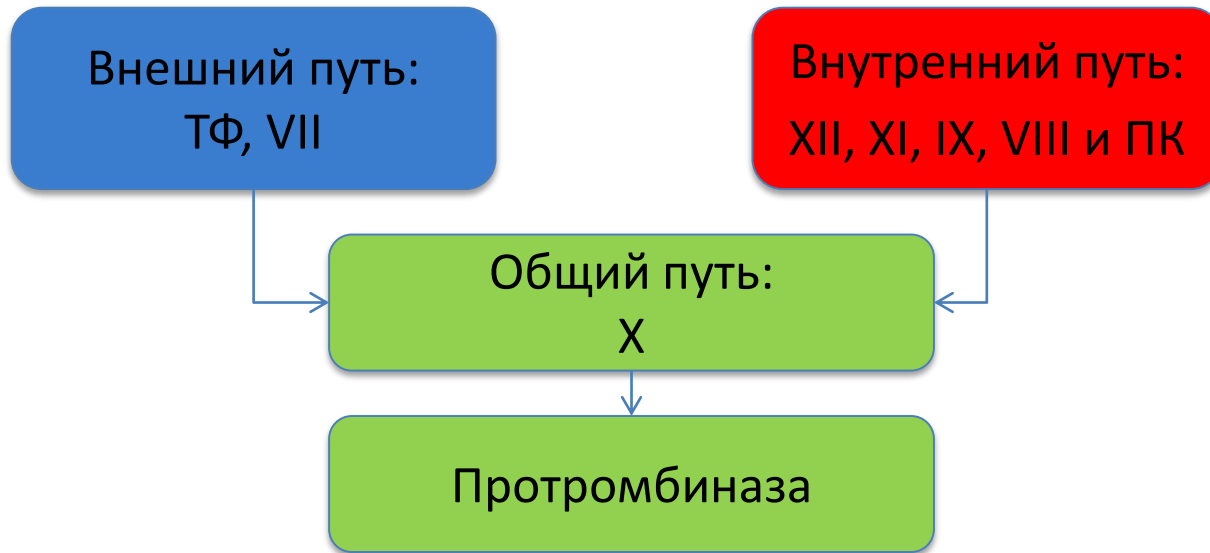 Внешний путь:
ТФ, VII
Внутренний путь:
XII, XI, IX, VIII и ПК
Общий путь:
X
Протромбиназа